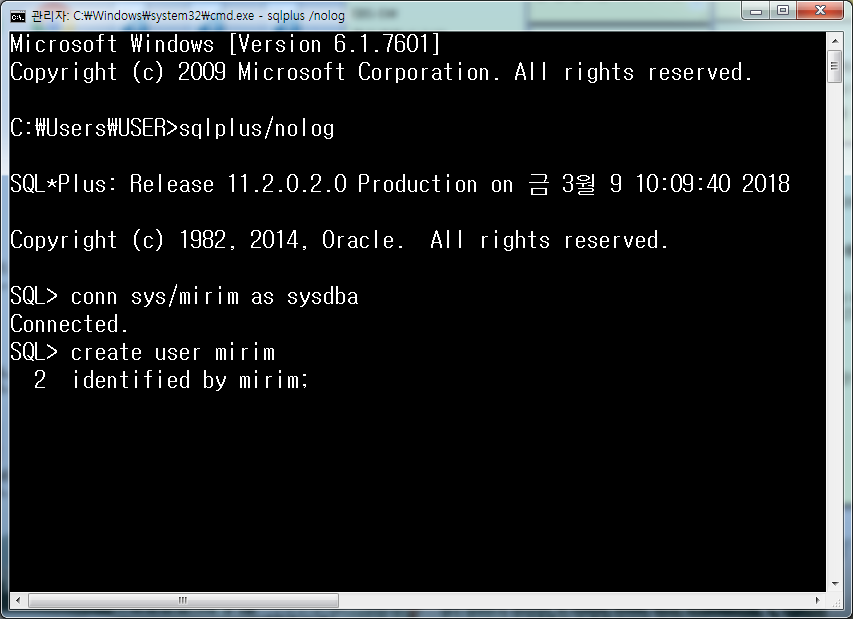 관리자: C:₩Windows₩system32₩cmd.exe - sqlplus /nolog
Microsoft Windows [Version 6.1.7601]
Copyright (c) 2009 Microsoft Corporation. All rights reserved.
C:₩Users₩USER>sqlplus/nolog
SQL*Plus: Release 11.2.0.2.0 Production on 금 3월 9 10:09:40 2018
Copyright (c) 1982, 2014, Oracle.  All rights reserved.
SQL> conn sys/mirim as sysdba
Connected.
SQL> create user mirim
  2  identified by mirim;